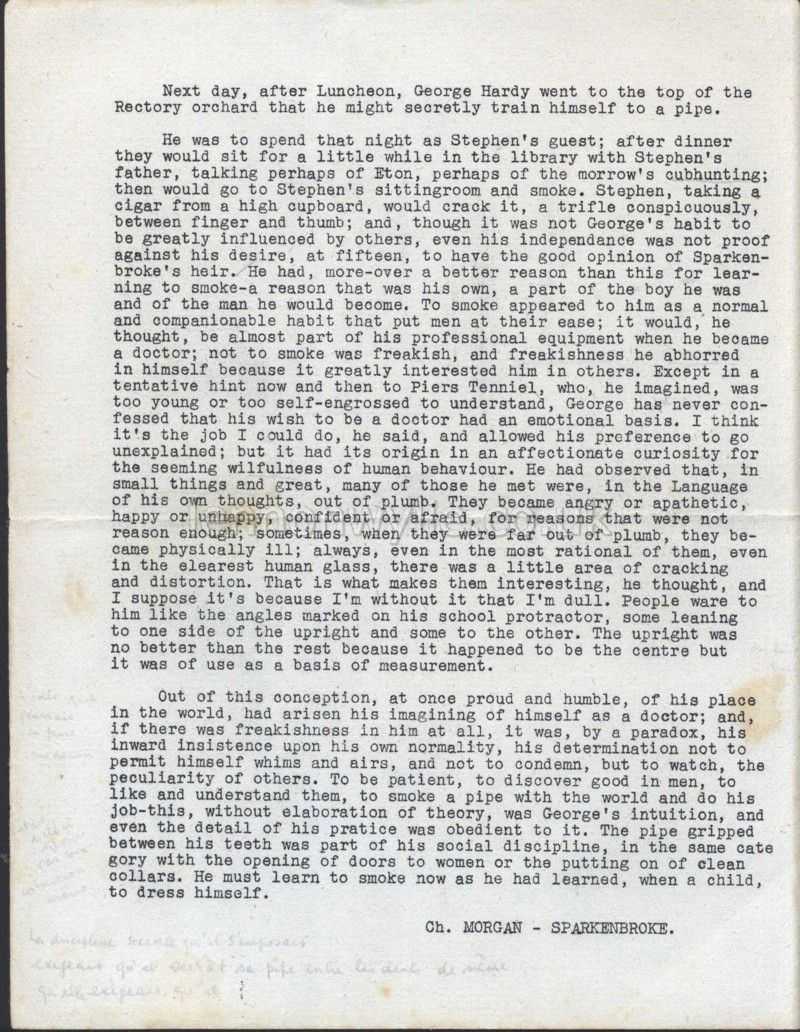 Next day, after Luncheon, George Hardy went to the top of the
Rectory orchard that he might secretly train himself to a pipe.
He was to spend that night as Stephen's guest; after dinner
they would sit for a little while in the library with Stephen's
father, talking perhaps of Eton, perhaps of the morrow's cubhunting;
then would go to Stephen's sittingroom and smoke. Stephen, taking a
cigar from a high cupboard, would crack it, a trifle conspicuously,
between finger and thumb; and, though it was not George's habit to
be greatly influenced by others, even his independance was not proof
against his desire, at fifteen, to have the good opinion of Sparken-
broke's heir. He had, more-over a better reason than this for lear-
ning to smoke-a reason that was his own, a part of the boy he was
and of the man he would become. To smoke appeared to him as a normal
and companionable habit that put men at their ease; it would, he
thought, be almost part of his professional equipment when he became
a doctor; not to smoke was freakish, and freakishness he abhorred
in himself because it greatly interested him in others. Except in a
tentative hint now and then to Piers Tenniel, who, he imagined, was
too young or too self-engrossed to understand, George has never con-
fessed that his wish to be a doctor had an emotional basis. I think
it's the job I could do, he said, and allowed his preference to go
unexplained; but it had its origin in an affectionate curiosity for
the seeming wilfulness of human behaviour. He had observed that, in
small things and great, many of those he met were, in the Language
of his own thoughts, out of plumb. They became angry or apathetic,
happy or unhappy, confident or afraid, for reasons that were not
reason enough; sometimes, when they were far out of plumb, they be-
came physically ill; always, even in the most rational of them, even
in the elearest human glass, there was a little area of cracking
and distortion. That is what makes them interesting, he thought, and
I suppose it's because I'm without it that I'm dull. People ware to
him like the angles marked on his school protractor, some leaning
to one side of the upright and some to the other. The upright was
no better than the rest because it happened to be the centre but
it was of use as a basis of measurement.
Out of this conception, at once proud and humble, of his place
in the world, had arisen his imagining of himself as a doctor; and,
if there was freakishness in him at all, it was, by a paradox, his
inward insistence upon his own normality, his determination not to
permit himself whims and airs, and not to condemn, but to watch, the
peculiarity of others. To be patient, to discover good in men, to
like and understand them, to smoke a pipe with the world and do his
job-this, without elaboration of theory, was George's intuition, and
even the detail of his pratice was obedient to it. The pipe gripped
between his teeth was part of his social discipline, in the same cate
gory with the opening of doors to women or the putting on of clean
collars. He must learn to smoke now as he had learned, when a child,
to dress himself.
Ch. MORGAN - SPARKENBROKE.
La discipline sociale qu'il s'imposait
exigeait qu'il sa pipe entre les dents de même
qu'elle exigeait qu'il